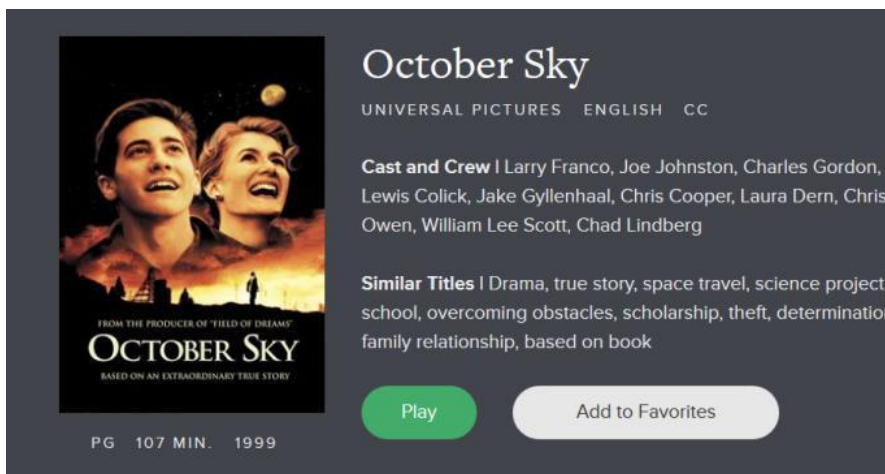 October Sky
UNIVERSAL PICTURES ENGLISH CC
Cast and Crew | Larry Franco, Joe Johnston, Charles Gordon,
Lewis Colick, Jake Gyllenhaal, Chris Cooper, Laura Dern, Chris
Owen, William Lee Scott, Chad Lindberg
Similar Titles | Drama, true story, space travel, science project,
school, overcoming obstacles, scholarship, theft, determination
family relationship, based on book
Play Add to Favorites
FROM THE PRODUCER OF "FIELD OF DREAMS"
OCTOBER SKY
BASED ON AN EXTRAORDINARY TRUE STORY
PG 107 MIN. 1999